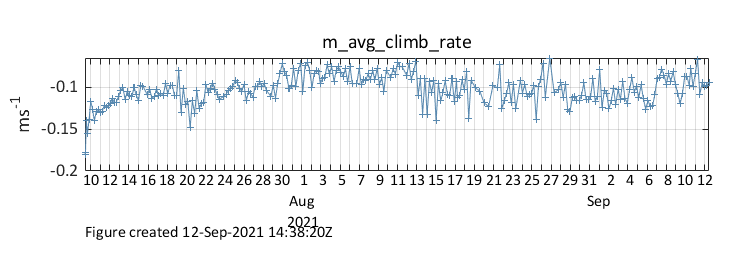 m_avg_climb_rate
-0.1
-0.15
-0.2
ms-1
10 12 14 16 18 20 22 24 26 28 30 1 3 5 7 9 11 13 15 17 19 21 23 25 27 29 31 2 4 6 8 10 12
Aug Sep
2021
Figure created 12-Sep-2021 14:38:20Z